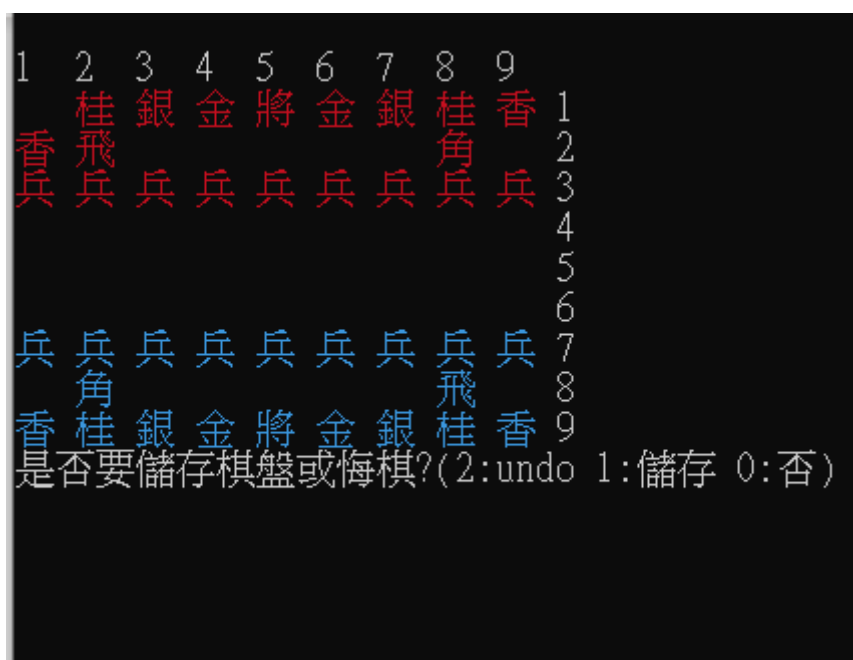 1 2 3 4 5 6 7 8 9
桂 銀 金 將 金 銀 桂 香 1
香 飛 角 2
兵 兵 兵 兵 兵 兵 兵 兵 兵 3
4
5
6
兵 兵 兵 兵 兵 兵 兵 兵 兵 7
角 飛 8
香 桂 銀 金 將 金 銀 桂 香 9
是否要儲存棋盤或悔棋?(2:undo 1:儲存 0:否)